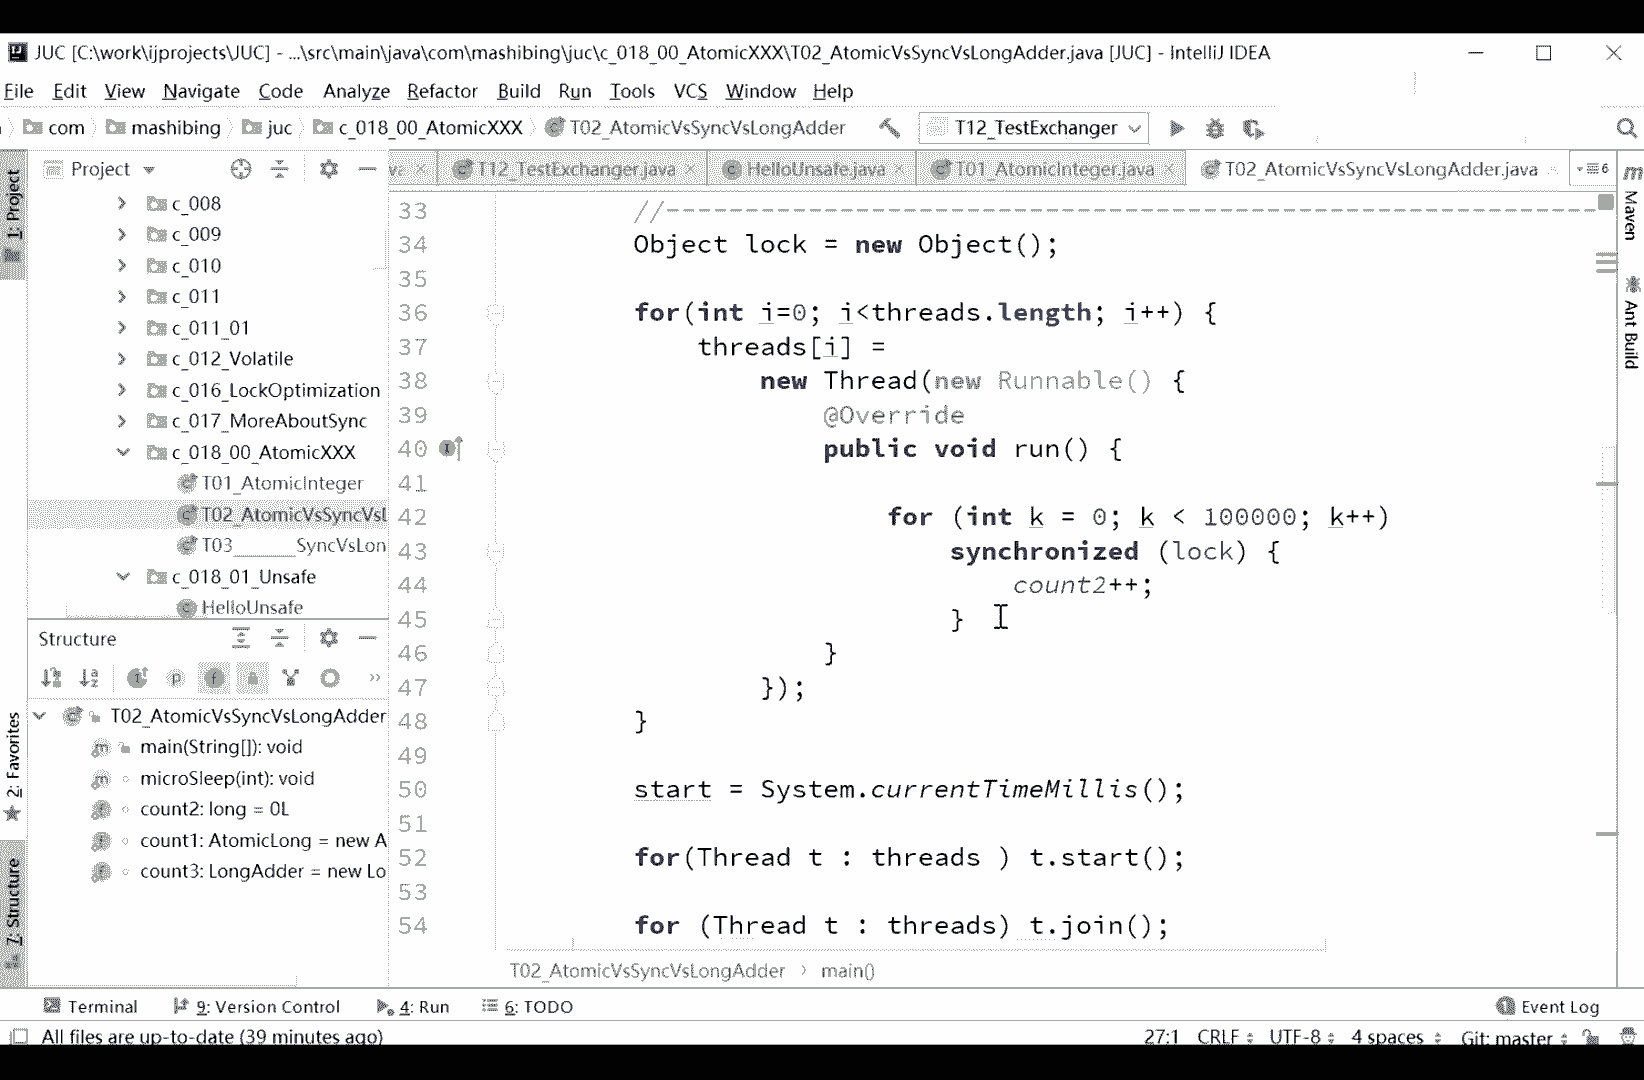 JUC [C:\work\ijprojects\JUC] - ...\src\main\java\com\mashibing\juc\c_018_00_AtomicXXX\T02_AtomicVsSyncVsLongAdder.java [JUC] - IntelliJ IDEA
File Edit View Navigate Code Analyze Refactor Build Run Tools VCS Window Help
com mashibing juc c_018_00_AtomicXXX T02_AtomicVsSyncVsLongAdder T12_TestExchanger
1: Project
Project
ve T12_TestExchanger.java HelloUnsafe.java T01_AtomicInteger.java T02_AtomicVsSyncVsLongAdder.java 6
c_008
c_009
c_010
c_011
c_011_01
c_012_Volatile
c_016_LockOptimization
c_017_MoreAboutSync
c_018_00_AtomicXXX
T01_AtomicInteger
T02_AtomicVsSyncVsL
T03______SyncVsLon
c_018_01_Unsafe
HelloUnsafe
Structure
T02_AtomicVsSyncVsLongAdder
main(String[]): void
microSleep(int): void
count2: long = 0L
count1: AtomicLong = new A
count3: LongAdder = new Lo
2: Favorites
7: Structure
33 //------------------------------------------------------------
34 Object lock = new Object();
35
36 for(int i=0; i<threads.length; i++) {
37 threads[i] =
38 new Thread(new Runnable() {
39 @Override
40 public void run() {
41
42 for (int k = 0; k < 100000; k++)
43 synchronized (lock) {
44 count2++;
45 }
46 }
47 });
48 }
49
50 start = System.currentTimeMillis();
51
52 for(Thread t : threads ) t.start();
53
54 for (Thread t : threads) t.join();
T02_AtomicVsSyncVsLongAdder › main()
m Maven
Ant Build
Terminal 9: Version Control 4: Run 6: TODO Event Log
All files are up-to-date (39 minutes ago) 27:1 CRLF UTF-8 4 spaces Git: master